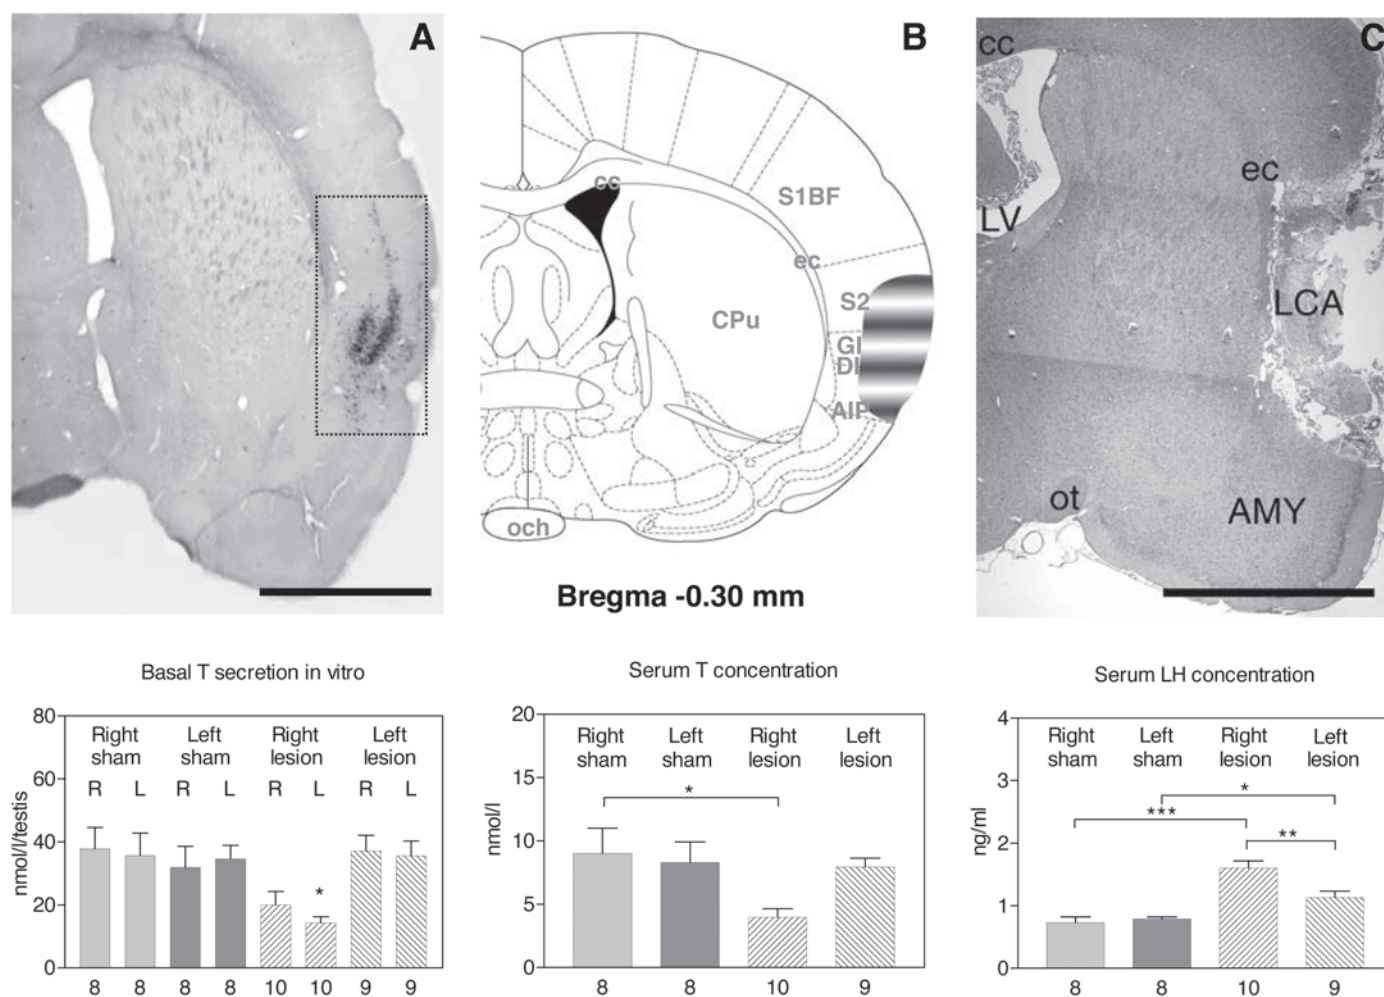 A
B
C
cc
LV
ec
LCA
ot
AMY
cc
S1BF
ec
S2
CPu
GI
DI
AIP
och
Bregma -0.30 mm
Basal T secretion in vitro
80
60
40
20
0
nmol/l/testis
Right sham
Left sham
Right lesion
Left lesion
R L R L R L R L
*
8 8 8 8 10 10 9 9
Serum T concentration
20
15
10
5
0
nmol/l
Right sham
Left sham
Right lesion
Left lesion
*
8 8 10 9
Serum LH concentration
4
3
2
1
0
ng/ml
Right sham
Left sham
Right lesion
Left lesion
*
***
**
8 8 10 9